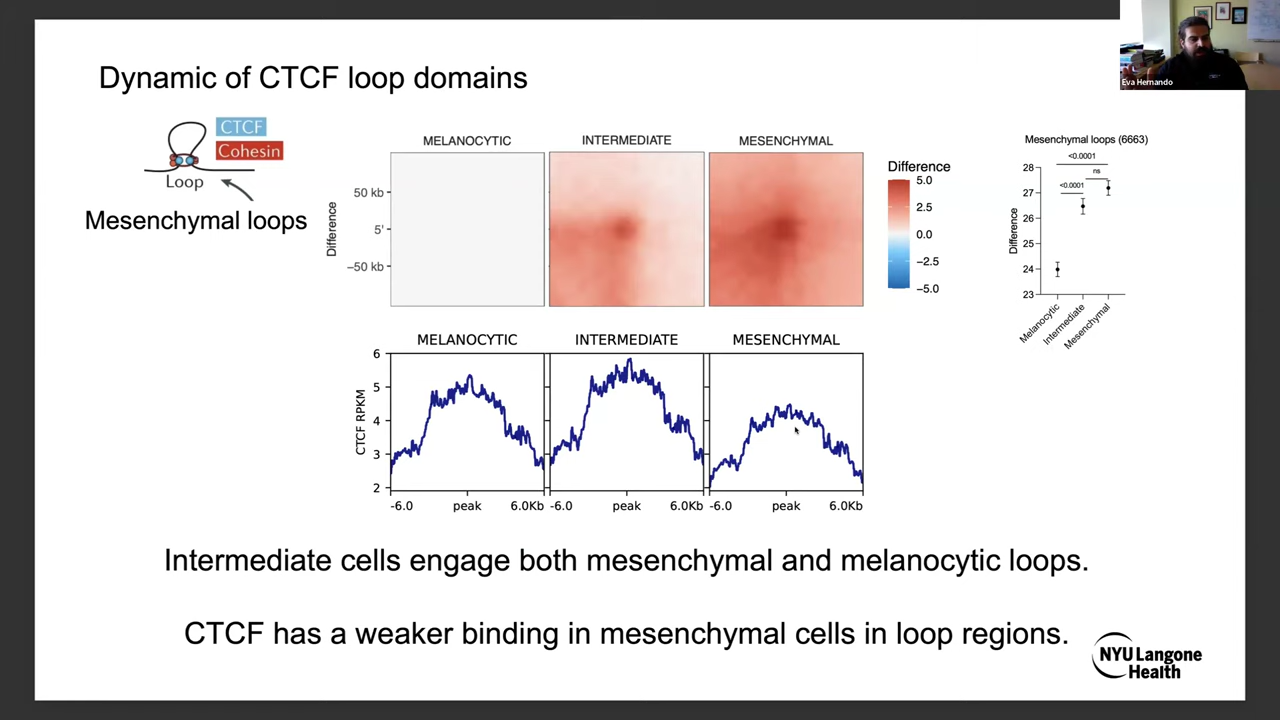 Eva Hernando
Dynamic of CTCF loop domains
CTCF
Cohesin
Loop
Mesenchymal loops
MELANOCYTIC
INTERMEDIATE
MESENCHYMAL
Difference
50 kb
5'
−50 kb
Difference
5.0
2.5
0.0
−2.5
−5.0
Mesenchymal loops (6663)
<0.0001
ns
<0.0001
Difference
28
27
26
25
24
23
Melanocytic
Intermediate
Mesenchymal
MELANOCYTIC
INTERMEDIATE
MESENCHYMAL
CTCF RPKM
6
5
4
3
2
-6.0 peak 6.0Kb
-6.0 peak 6.0Kb
-6.0 peak 6.0Kb
Intermediate cells engage both mesenchymal and melanocytic loops.
CTCF has a weaker binding in mesenchymal cells in loop regions.
NYU Langone
Health